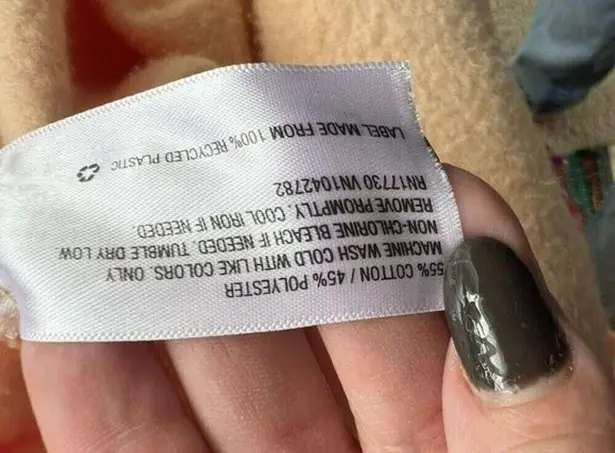 55% COTTON / 45% POLYESTER
MACHINE WASH COLD WITH LIKE COLORS. ONLY
NON-CHLORINE BLEACH IF NEEDED. TUMBLE DRY LOW
REMOVE PROMPTLY. COOL IRON IF NEEDED.
RN17730 VN1042782
LABEL MADE FROM 100% RECYCLED PLASTIC